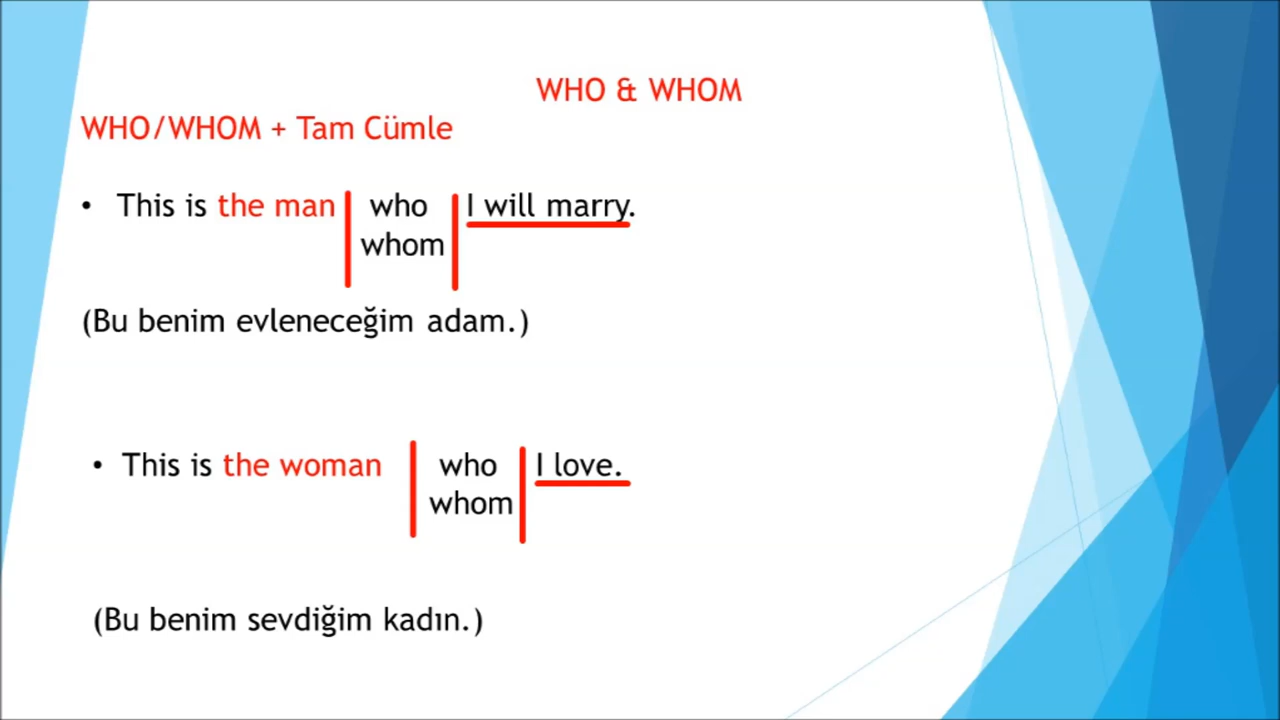 WHO & WHOM
WHO/WHOM + Tam Cümle
• This is the man who I will marry.
whom
(Bu benim evleneceğim adam.)
• This is the woman who I love.
whom
(Bu benim sevdiğim kadın.)